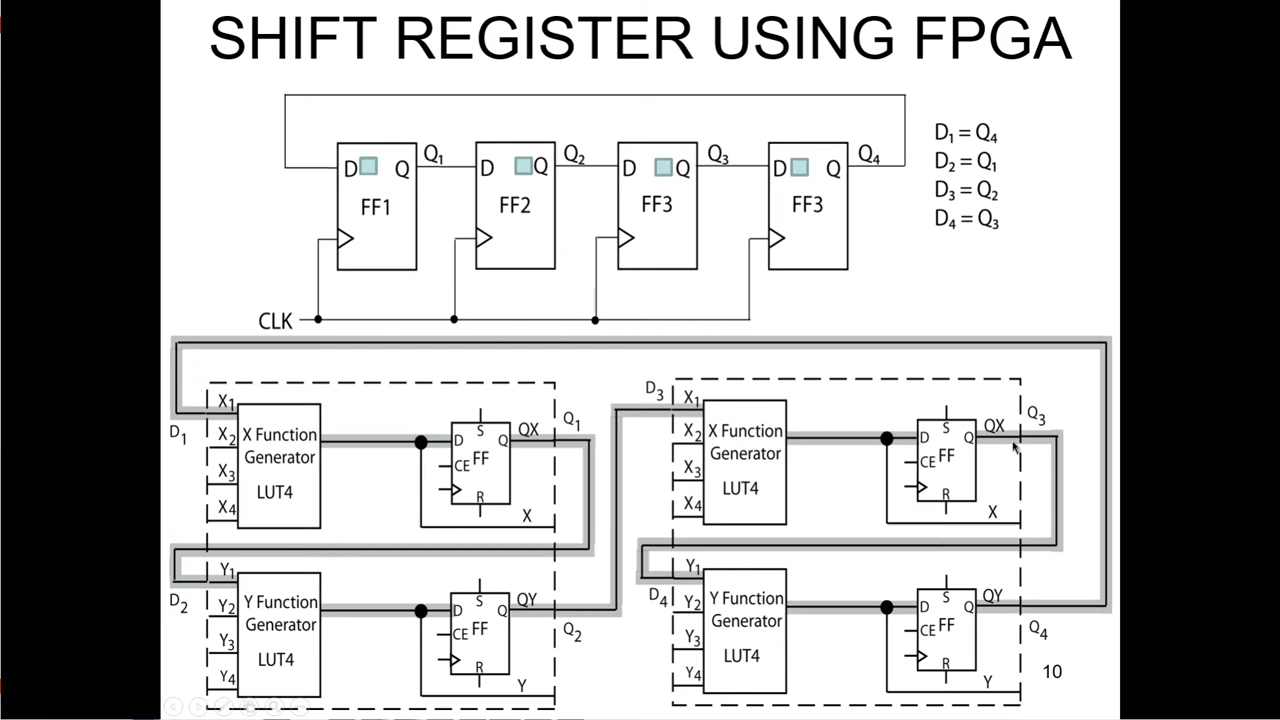 SHIFT REGISTER USING FPGA
D Q Q1 D Q Q2 D Q Q3 D Q Q4
FF1 FF2 FF3 FF3
D1 = Q4
D2 = Q1
D3 = Q2
D4 = Q3
CLK
D1
X1
X2
X3
X4
X Function
Generator
LUT4
S
D Q
CE FF
R
QX
Q1
X
D2
Y1
Y2
Y3
Y4
Y Function
Generator
LUT4
S
D Q
CE FF
R
QY
Q2
Y
D3
X1
X2
X3
X4
X Function
Generator
LUT4
S
D Q
CE FF
R
QX
Q3
X
D4
Y1
Y2
Y3
Y4
Y Function
Generator
LUT4
S
D Q
CE FF
R
QY
Q4
Y
10